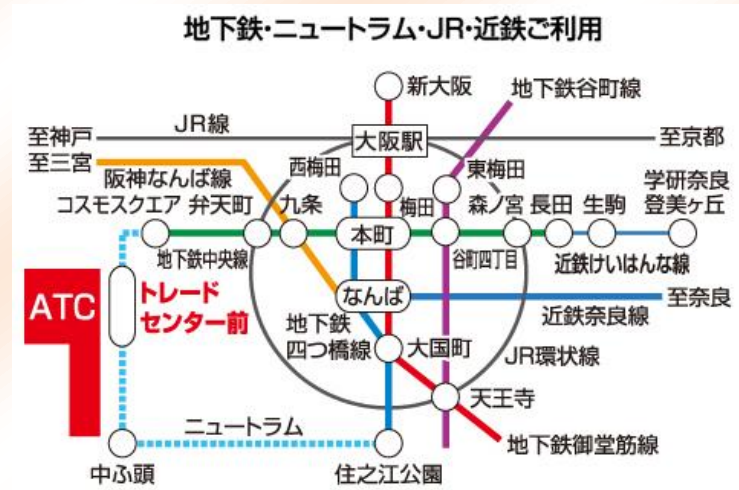 地下鉄・ニュートラム・JR・近鉄ご利用
新大阪
地下鉄谷町線
至神戸
JR線
大阪駅
至京都
至三宮
阪神なんば線
西梅田
梅田
東梅田
学研奈良
登美ヶ丘
コスモスクエア
弁天町
九条
本町
森ノ宮
長田
生駒
地下鉄中央線
谷町四丁目
近鉄けいはんな線
ATC
トレード
センター前
なんば
至奈良
近鉄奈良線
地下鉄
四つ橋線
大国町
JR環状線
天王寺
ニュートラム
地下鉄御堂筋線
中ふ頭
住之江公園